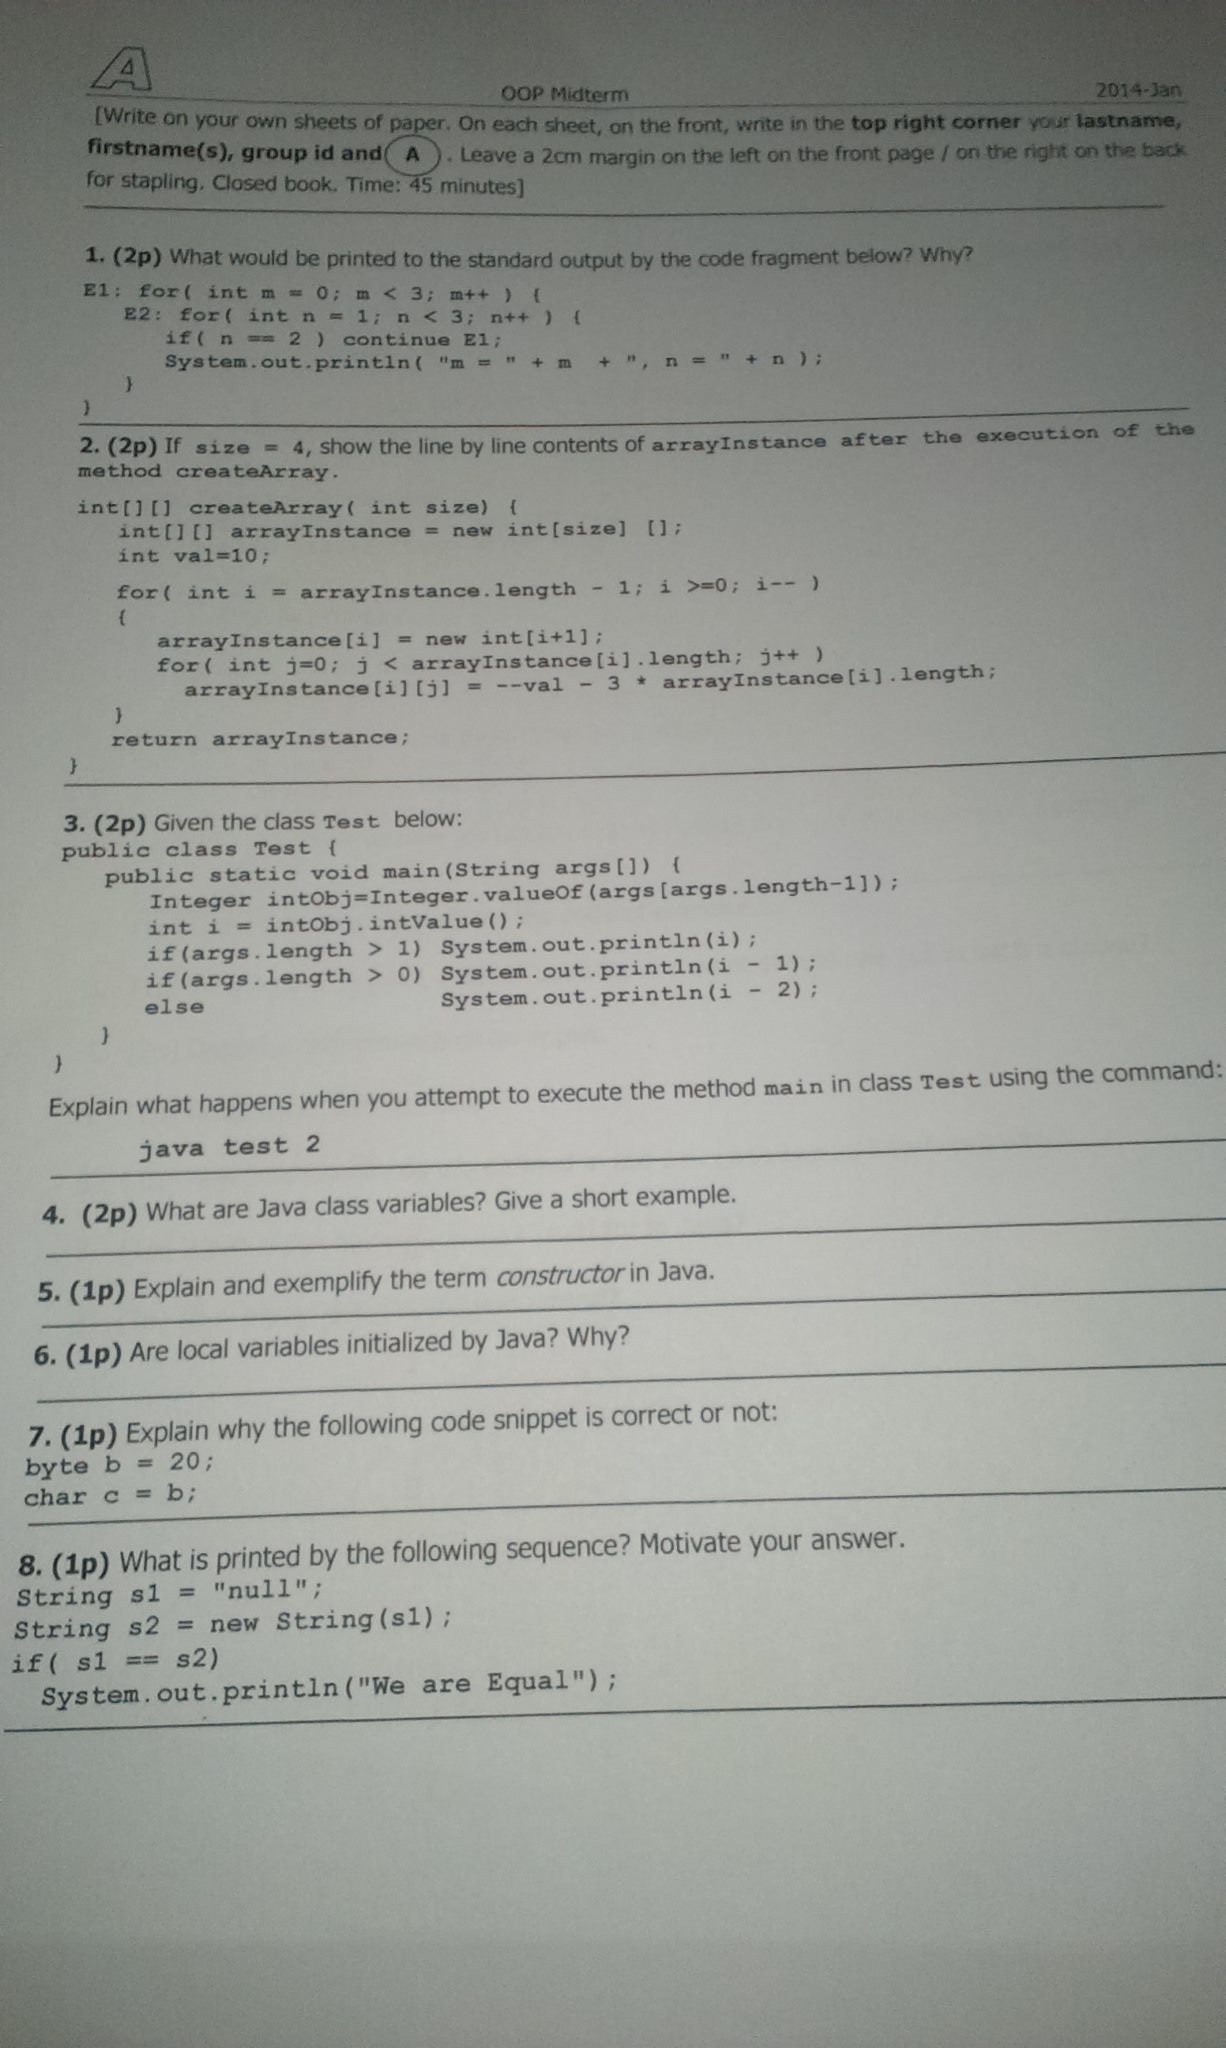 A
OOP Midterm 2014-Jan
[Write on your own sheets of paper. On each sheet, on the front, write in the top right corner your lastname,
firstname(s), group id and A . Leave a 2cm margin on the left on the front page / on the right on the back
for stapling. Closed book. Time: 45 minutes]
1. (2p) What would be printed to the standard output by the code fragment below? Why?
E1: for( int m = 0; m < 3; m++ ) {
E2: for( int n = 1; n < 3; n++ ) {
if( n == 2 ) continue E1;
System.out.println( "m = " + m + ", n = " + n );
}
}
2. (2p) If size = 4, show the line by line contents of arrayInstance after the execution of the
method createArray.
int[][] createArray( int size) {
int[][] arrayInstance = new int[size] [];
int val=10;
for( int i = arrayInstance.length - 1; i >=0; i-- )
{
arrayInstance[i] = new int[i+1];
for( int j=0; j < arrayInstance[i].length; j++ )
arrayInstance[i][j] = --val - 3 * arrayInstance[i].length;
}
return arrayInstance;
}
3. (2p) Given the class Test below:
public class Test {
public static void main(String args[]) {
Integer intObj=Integer.valueOf(args[args.length-1]);
int i = intObj.intValue();
if(args.length > 1) System.out.println(i);
if(args.length > 0) System.out.println(i - 1);
else System.out.println(i - 2);
}
}
Explain what happens when you attempt to execute the method main in class Test using the command:
java test 2
4. (2p) What are Java class variables? Give a short example.
5. (1p) Explain and exemplify the term constructor in Java.
6. (1p) Are local variables initialized by Java? Why?
7. (1p) Explain why the following code snippet is correct or not:
byte b = 20;
char c = b;
8. (1p) What is printed by the following sequence? Motivate your answer.
String s1 = "null";
String s2 = new String(s1);
if( s1 == s2)
System.out.println("We are Equal");